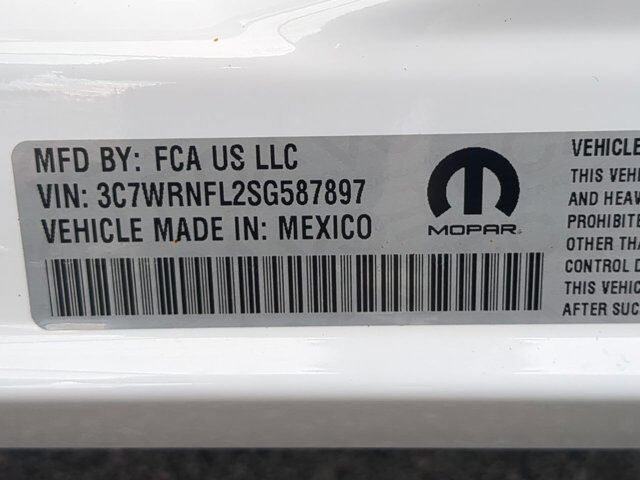 MFD BY: FCA US LLC
VIN: 3C7WRNFL2SG587897
VEHICLE MADE IN: MEXICO
MOPAR
VEHICLE
THIS VEHI
AND HEAV
PROHIBITE
OTHER THA
CONTROL D
THIS VEHIC
AFTER SUC